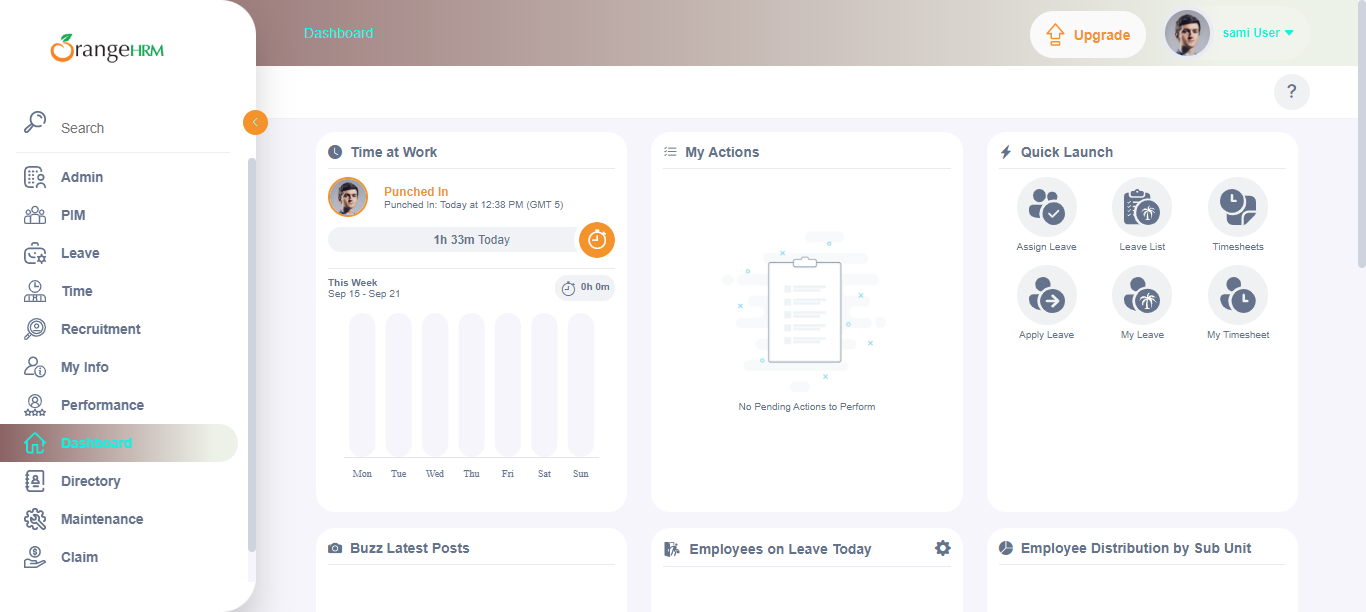 OrangeHRM
Dashboard
Upgrade
sami User
?
Search
Admin
PIM
Leave
Time
Recruitment
My Info
Performance
Dashboard
Directory
Maintenance
Claim
Time at Work
Punched In
Punched In: Today at 12:38 PM (GMT 5)
1h 33m Today
This Week
Sep 15 - Sep 21
0h 0m
Mon Tue Wed Thu Fri Sat Sun
My Actions
No Pending Actions to Perform
Quick Launch
Assign Leave
Leave List
Timesheets
Apply Leave
My Leave
My Timesheet
Buzz Latest Posts
Employees on Leave Today
Employee Distribution by Sub Unit